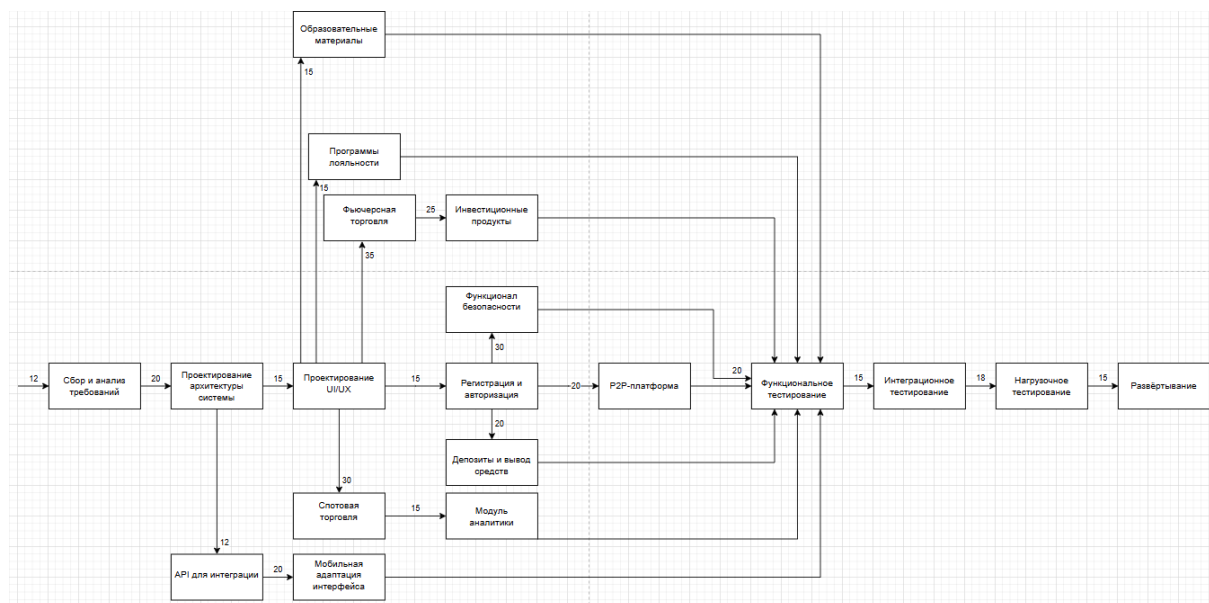 Образовательные
материалы
15
Программы
лояльности
15
Фьючерсная
торговля
25
Инвестиционные
продукты
35
Функционал
безопасности
30
12
Сбор и анализ
требований
20
Проектирование
архитектуры
системы
15
Проектирование
UI/UX
15
Регистрация и
авторизация
20
P2P-платформа
20
Функциональное
тестирование
15
Интеграционное
тестирование
18
Нагрузочное
тестирование
15
Развёртывание
20
Депозиты и вывод
средств
30
Спотовая
торговля
15
Модуль
аналитики
12
API для интеграции
20
Мобильная
адаптация
интерфейса